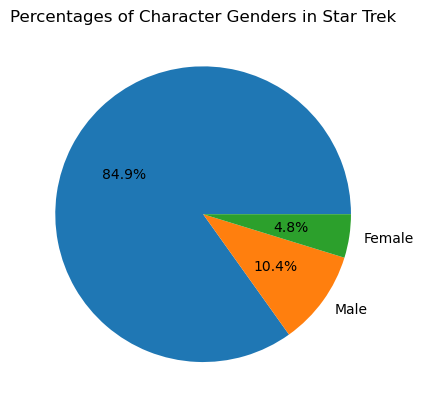 Percentages of Character Genders in Star Trek
84.9%
4.8%
Female
10.4%
Male